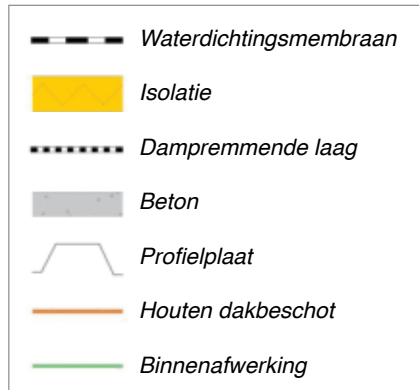 Waterdichtingsmembraan
Isolatie
Dampremmende laag
Beton
Profielplaat
Houten dakbeschot
Binnenafwerking